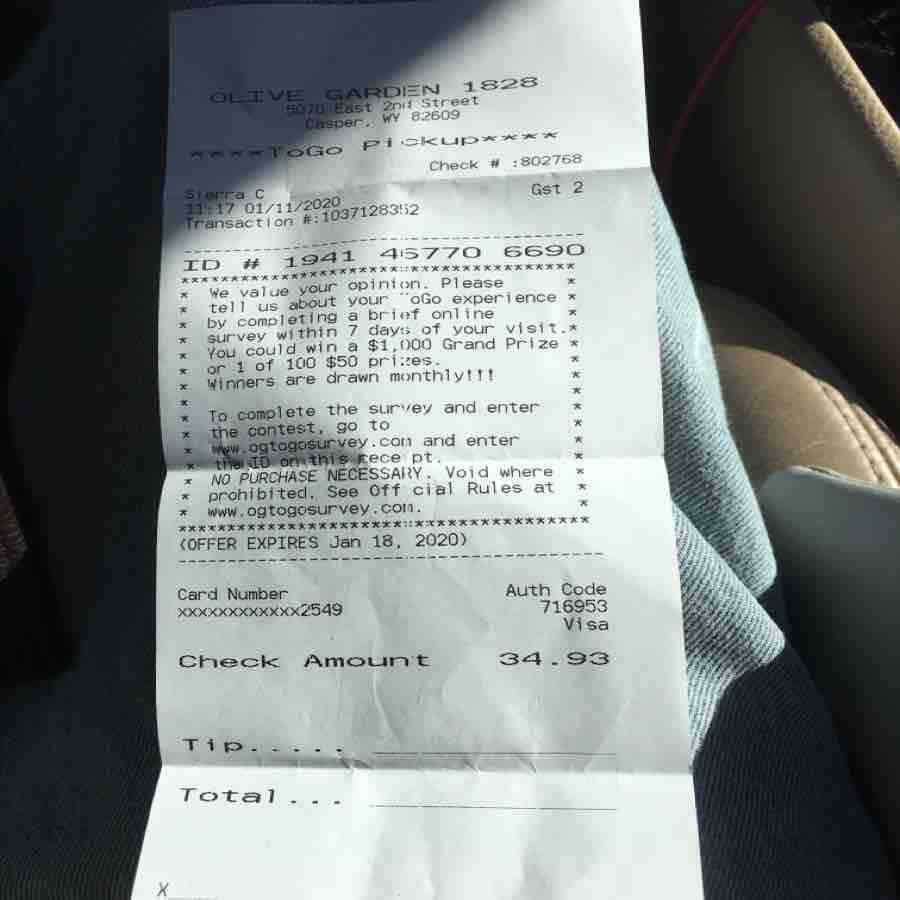 OLIVE GARDEN 1828
5070 East 2nd Street
Casper, WY 82609
****ToGo Pickup****
Check # :802768
Sierra C Gst 2
11:17 01/11/2020
Transaction #:1037128352
ID # 1941 46770 6690
*************************************
* We value your opinion. Please *
* tell us about your ToGo experience *
* by completing a brief online *
* survey within 7 days of your visit.*
* You could win a $1,000 Grand Prize *
* or 1 of 100 $50 prizes. *
* Winners are drawn monthly!!! *
* *
* To complete the survey and enter *
* the contest, go to *
* www.ogtogosurvey.com and enter *
* the ID on this rece pt. *
* NO PURCHASE NECESSARY. Void where *
* prohibited. See Off cial Rules at *
* www.ogtogosurvey.com. *
*************************************
(OFFER EXPIRES Jan 18, 2020)
Card Number Auth Code
xxxxxxxxxxxx2549 716953
Visa
Check Amount 34.93
Tip.....
Total...
X